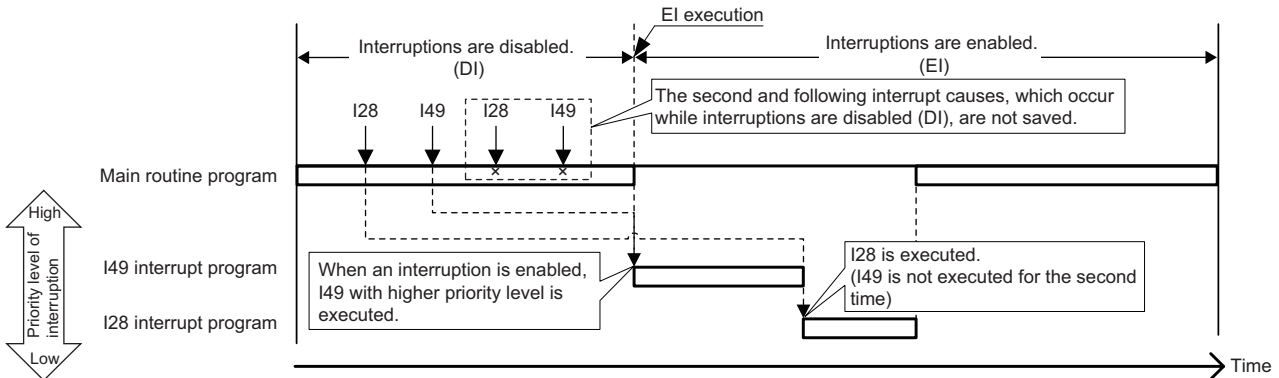 EI execution
Interruptions are disabled.
(DI)
Interruptions are enabled.
(EI)
The second and following interrupt causes, which occur
while interruptions are disabled (DI), are not saved.
I28
I49
I28
I49
Main routine program
High
Priority level of
interruption
Low
I49 interrupt program
When an interruption is enabled,
I49 with higher priority level is
executed.
I28 is executed.
(I49 is not executed for the second
time)
I28 interrupt program
Time